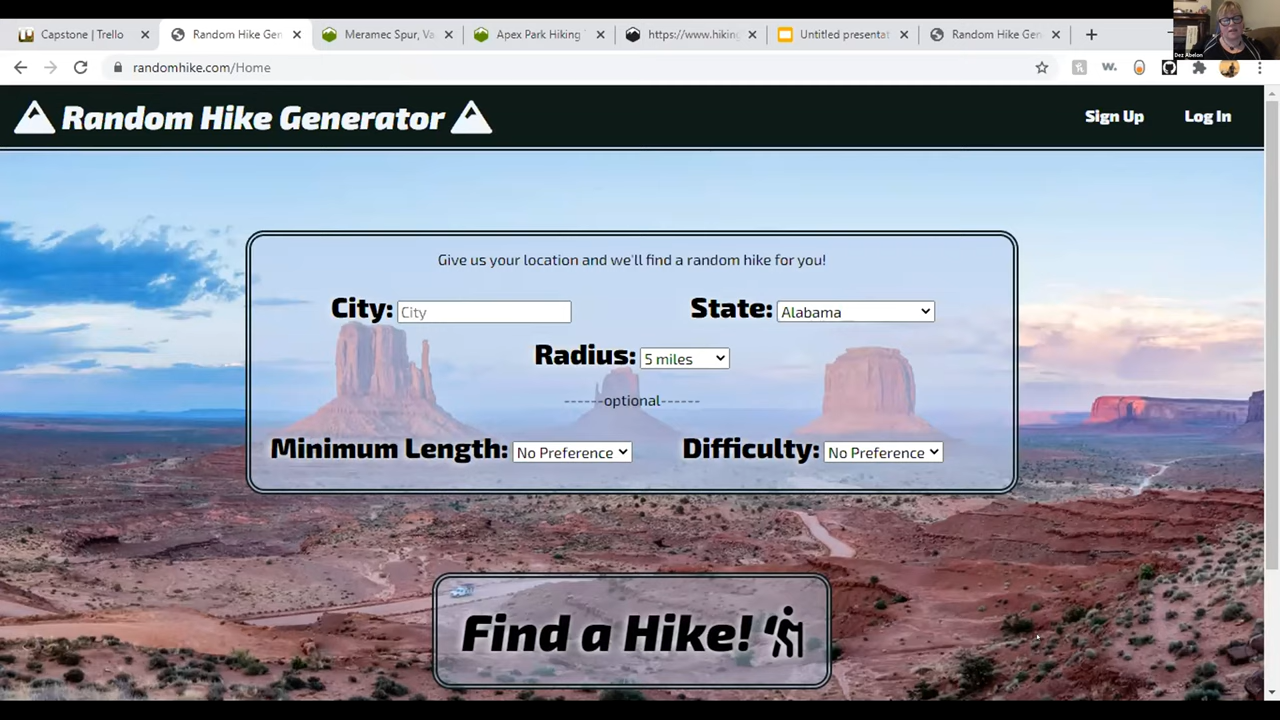 Capstone | Trello
Random Hike Gen
Meramec Spur, Va
Apex Park Hiking
https://www.hiking
Untitled presentat
Random Hike Gen
Dez Abelon
randomhike.com/Home
W.
Random Hike Generator
Sign Up
Log In
Give us your location and we'll find a random hike for you!
City: City
State: Alabama
Radius: 5 miles
------optional------
Minimum Length: No Preference
Difficulty: No Preference
Find a Hike!